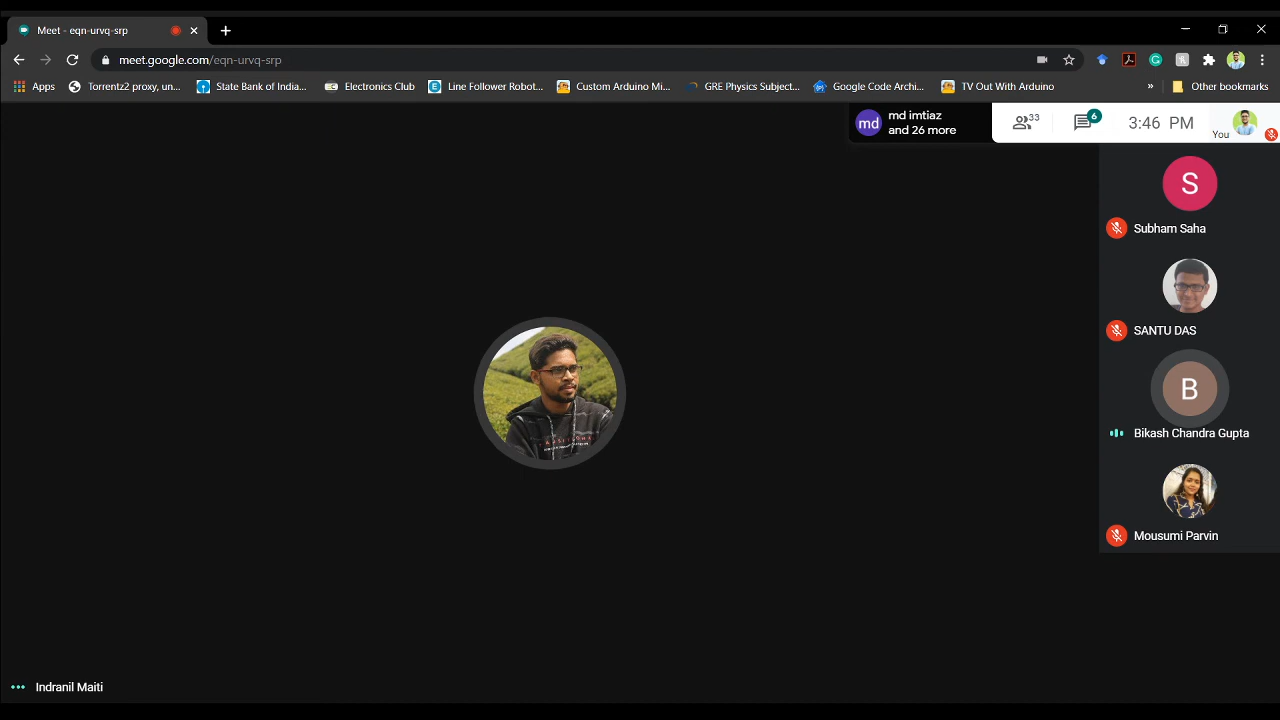 Meet - eqn-urvq-srp
meet.google.com/eqn-urvq-srp
Apps
Torrentz2 proxy, un...
State Bank of India...
Electronics Club
Line Follower Robot...
Custom Arduino Mi...
GRE Physics Subject...
Google Code Archi...
TV Out With Arduino
»
Other bookmarks
md
md imtiaz
and 26 more
33
6
3:46 PM
You
S
Subham Saha
SANTU DAS
B
Bikash Chandra Gupta
Mousumi Parvin
Indranil Maiti